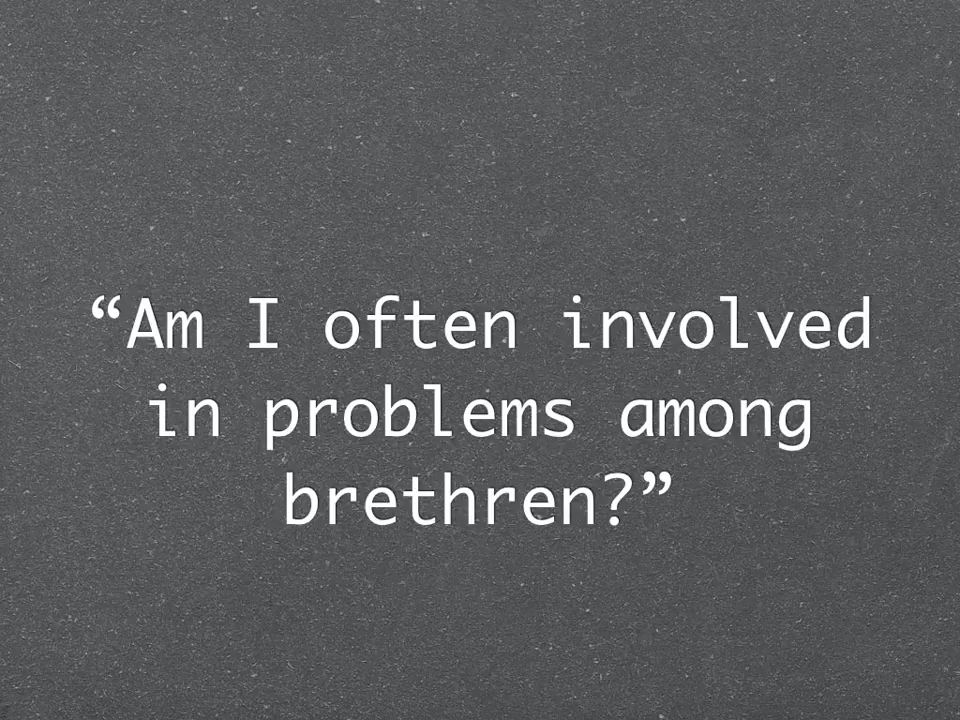 “Am I often involved
in problems among
brethren?”